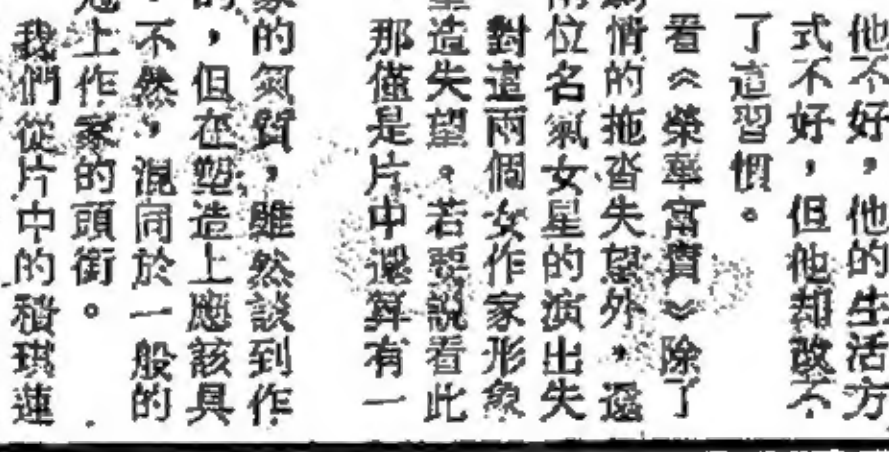 他不好，他的生活方
式不好，但他却改不
了這習慣。
看《榮華富貴》除了
情的拖沓失望外，還
位名氣女星的演出失
對這兩個女作家形象
造失望。若要說看此
那僅是片中還算有一
的氣質，雖然談到作
，但在塑造上應該具
不然，混同於一般的
上作家的頭銜。
我們從片中的積琪蓮